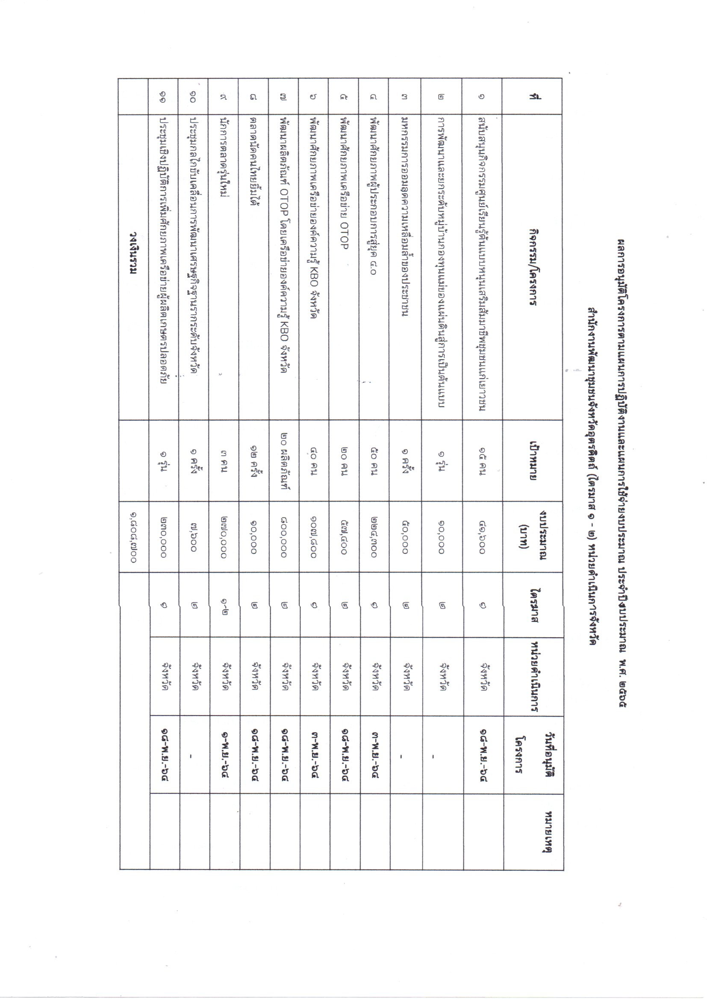 ผลการอนุมัติโครงการตามแผนการปฏิบัติงานและแผนการใช้จ่ายงบประมาณ ประจำปีงบประมาณ พ.ศ. ๒๕๖๕
สำนักงานพัฒนาชุมชนจังหวัดอุตรดิตถ์ (ไตรมาส ๑ - ๒) หน่วยดำเนินการจังหวัด
ที่ กิจกรรม/โครงการ เป้าหมาย งบประมาณ (บาท) ไตรมาส หน่วยดำเนินการ วันที่อนุมัติโครงการ หมายเหตุ
๑ สนับสนุนกิจกรรมศูนย์เรียนรู้ต้นแบบหนุนเสริมสัมมาชีพชุมชนแก่เยาวชน ๑๕ คน ๔๑,๖๐๐ ๑ จังหวัด ๑๘-พ.ย.-๖๔
๒ การพัฒนาและยกระดับหมู่บ้านกองทุนแม่ของแผ่นดินสู่การเป็นต้นแบบ ๑ รุ่น ๑๐,๐๐๐ ๒ จังหวัด -
๓ มหกรรมการออมลดความเหลื่อมล้ำของประชาชน ๑ ครั้ง ๕๐,๐๐๐ ๒ จังหวัด -
๔ พัฒนาศักยภาพผู้ประกอบการสู่ยุค ๔.๐ ๕๐ คน ๒๒๔,๓๐๐ ๑ จังหวัด ๓-พ.ย.-๖๔
๕ พัฒนาศักยภาพเครือข่าย OTOP ๒๐ คน ๕๗,๔๐๐ ๒ จังหวัด ๑๘-พ.ย.-๖๔
๖ พัฒนาศักยภาพเครือข่ายองค์ความรู้ KBO จังหวัด ๔๐ คน ๑๐๗,๘๐๐ ๑ จังหวัด ๓-พ.ย.-๖๔
๗ พัฒนาผลิตภัณฑ์ OTOP โดยเครือข่ายองค์ความรู้ KBO จังหวัด ๒๐ ผลิตภัณฑ์ ๘๐๐,๐๐๐ ๒ จังหวัด ๑๘-พ.ย.-๖๔
๘ ตลาดนัดคนไทยยิ้มได้ ๑๒ ครั้ง ๑๐,๐๐๐ ๒ จังหวัด ๑๘-พ.ย.-๖๔
๙ นักการตลาดรุ่นใหม่ ๓ คน ๒๗๐,๐๐๐ ๑-๒ จังหวัด ๑-พ.ย.-๖๔
๑๐ ประชุมกลไกขับเคลื่อนการพัฒนาเศรษฐกิจฐานรากระดับจังหวัด ๑ ครั้ง ๗,๖๐๐ ๒ จังหวัด -
๑๑ ประชุมเชิงปฏิบัติการเพิ่มศักยภาพเครือข่ายผู้ผลิตเกษตรปลอดภัย ๑ รุ่น ๒๓๐,๐๐๐ ๑ จังหวัด ๑๘-พ.ย.-๖๔
วงเงินรวม ๑,๘๐๘,๗๐๐